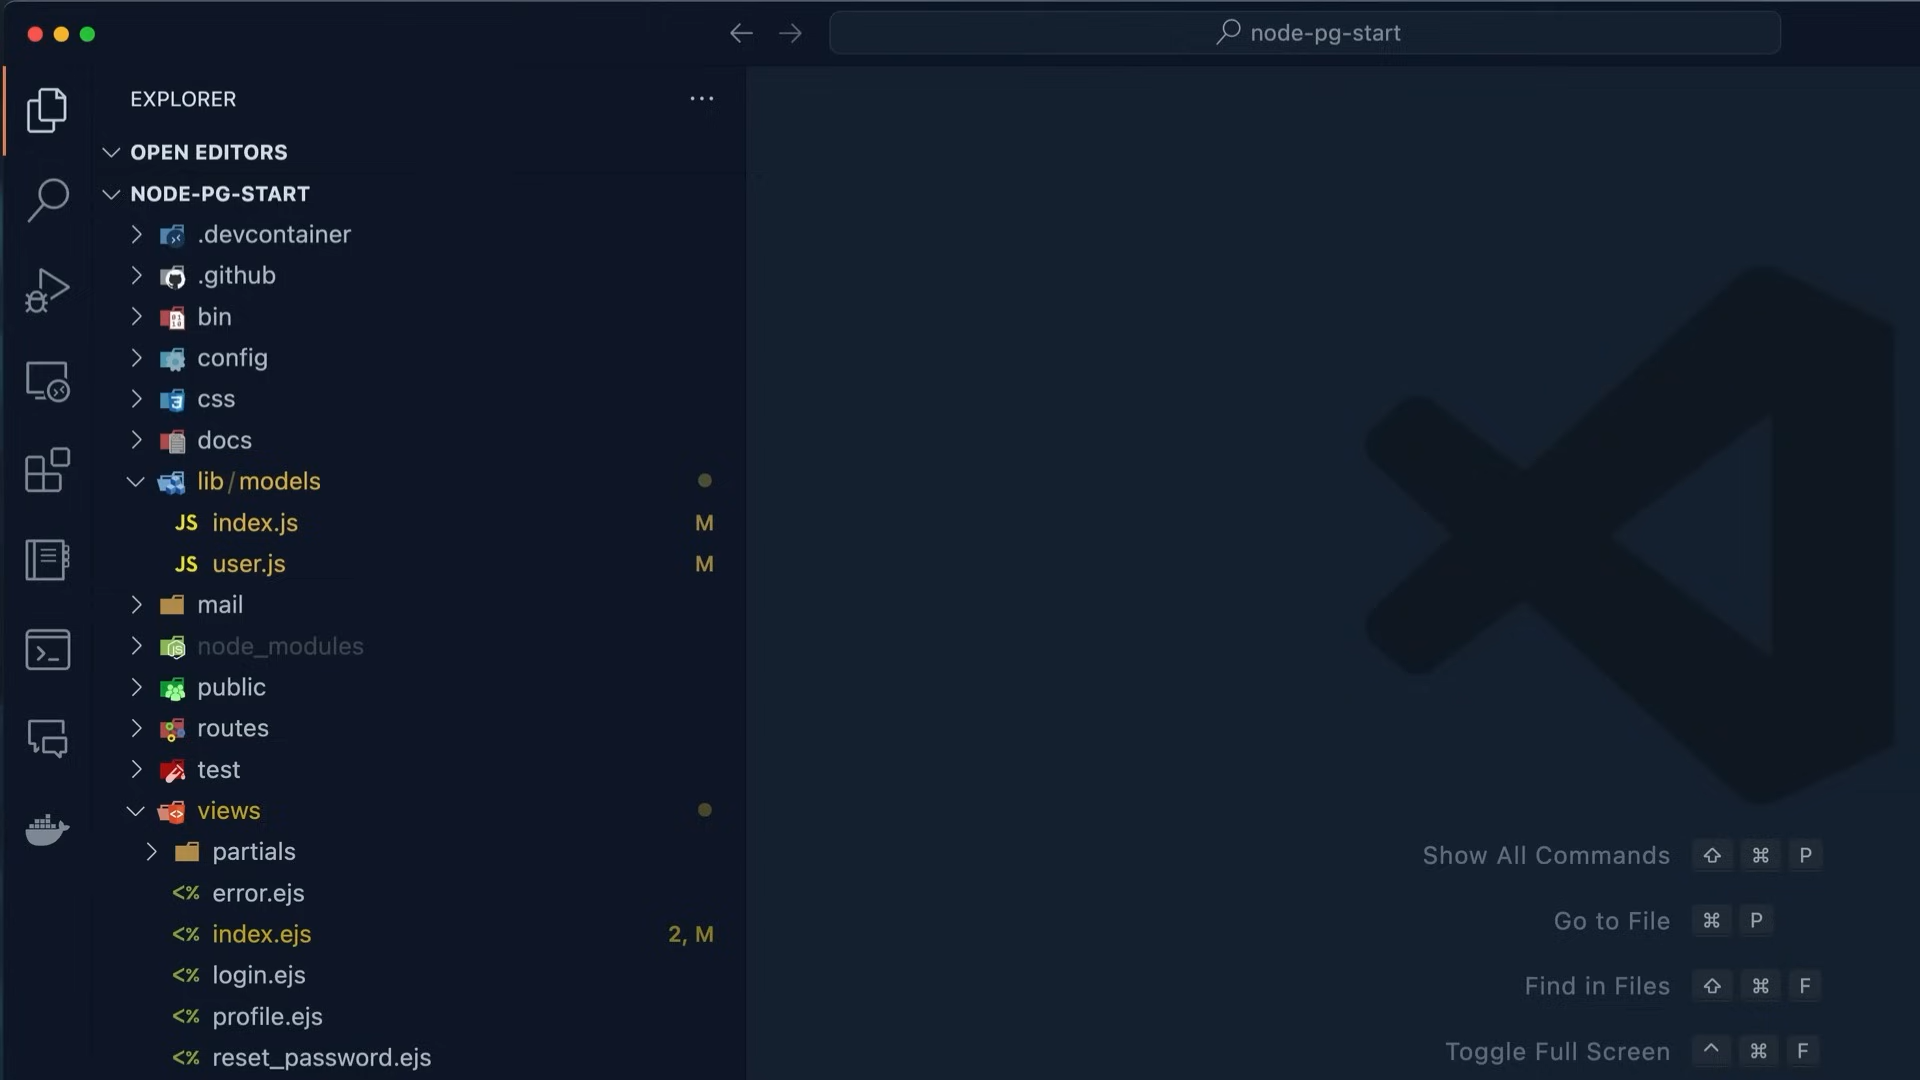 node-pg-start
EXPLORER
OPEN EDITORS
NODE-PG-START
.devcontainer
.github
bin
config
css
docs
lib/models
JS index.js M
JS user.js M
mail
node_modules
public
routes
test
views
partials
<% error.ejs
<% index.ejs 2, M
<% login.ejs
<% profile.ejs
<% reset_password.ejs
Show All Commands ⇧ ⌘ P
Go to File ⌘ P
Find in Files ⇧ ⌘ F
Toggle Full Screen ^ ⌘ F